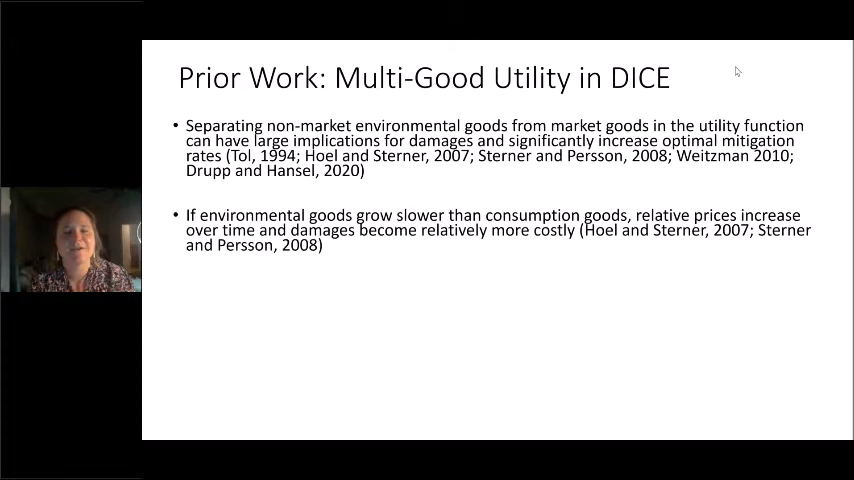 Prior Work: Multi-Good Utility in DICE
• Separating non-market environmental goods from market goods in the utility function
can have large implications for damages and significantly increase optimal mitigation
rates (Tol, 1994; Hoel and Sterner, 2007; Sterner and Persson, 2008; Weitzman 2010;
Drupp and Hansel, 2020)
• If environmental goods grow slower than consumption goods, relative prices increase
over time and damages become relatively more costly (Hoel and Sterner, 2007; Sterner
and Persson, 2008)